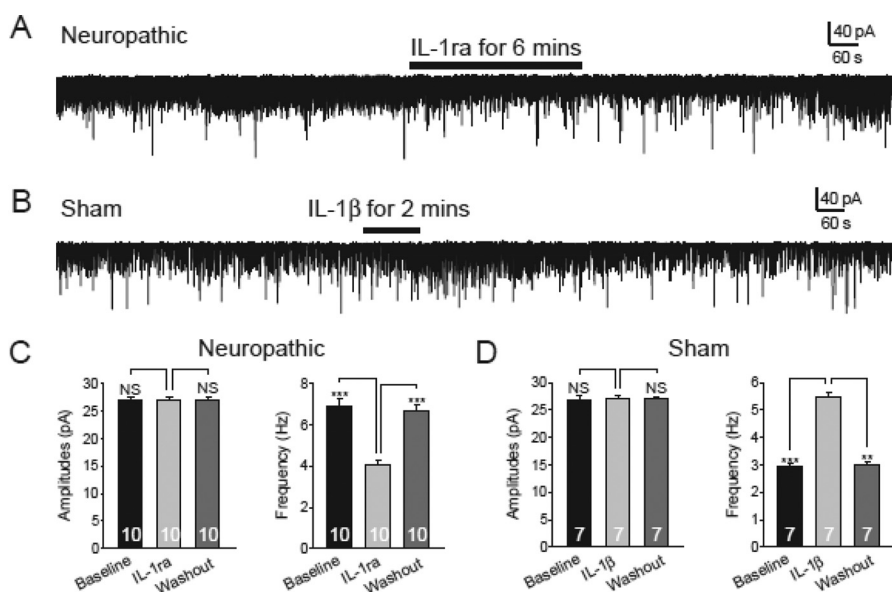 A
Neuropathic
IL-1ra for 6 mins
40 pA
60 s
B
Sham
IL-1β for 2 mins
40 pA
60 s
C
Neuropathic
Amplitudes (pA)
30
25
20
15
10
5
0
NS
NS
10
10
10
Baseline
IL-1ra
Washout
Frequency (Hz)
8
6
4
2
0
***
***
10
10
10
Baseline
IL-1ra
Washout
D
Sham
Amplitudes (pA)
30
25
20
15
10
5
0
NS
NS
7
7
7
Baseline
IL-1β
Washout
Frequency (Hz)
6
5
4
3
2
1
0
***
**
7
7
7
Baseline
IL-1β
Washout